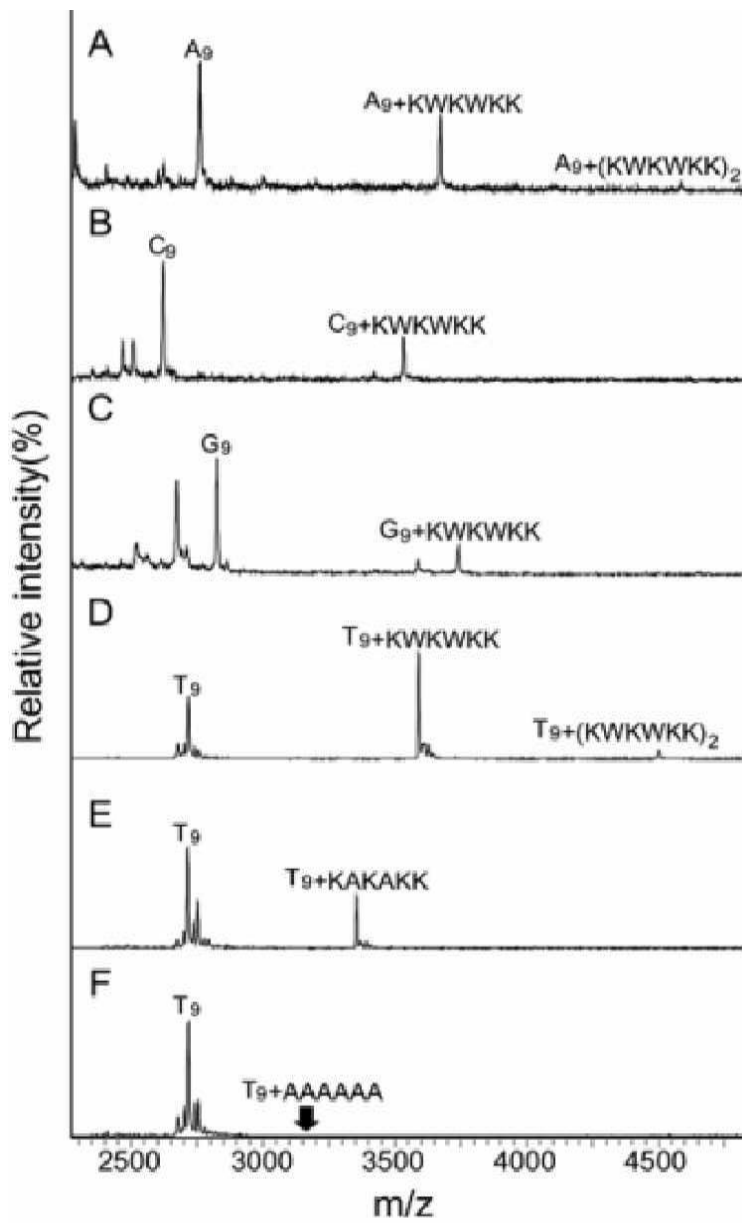 A
A9
A9+KWKWKK
A9+(KWKWKK)2
B
C9
C9+KWKWKK
C
G9
G9+KWKWKK
D
T9
T9+KWKWKK
T9+(KWKWKK)2
E
T9
T9+KAKAKK
F
T9
T9+AAAAAA
Relative intensity(%)
2500 3000 3500 4000 4500
m/z